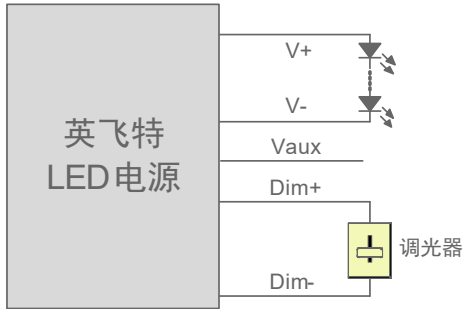 V+
V-
英飞特
LED电源
Vaux
Dim+
调光器
Dim-